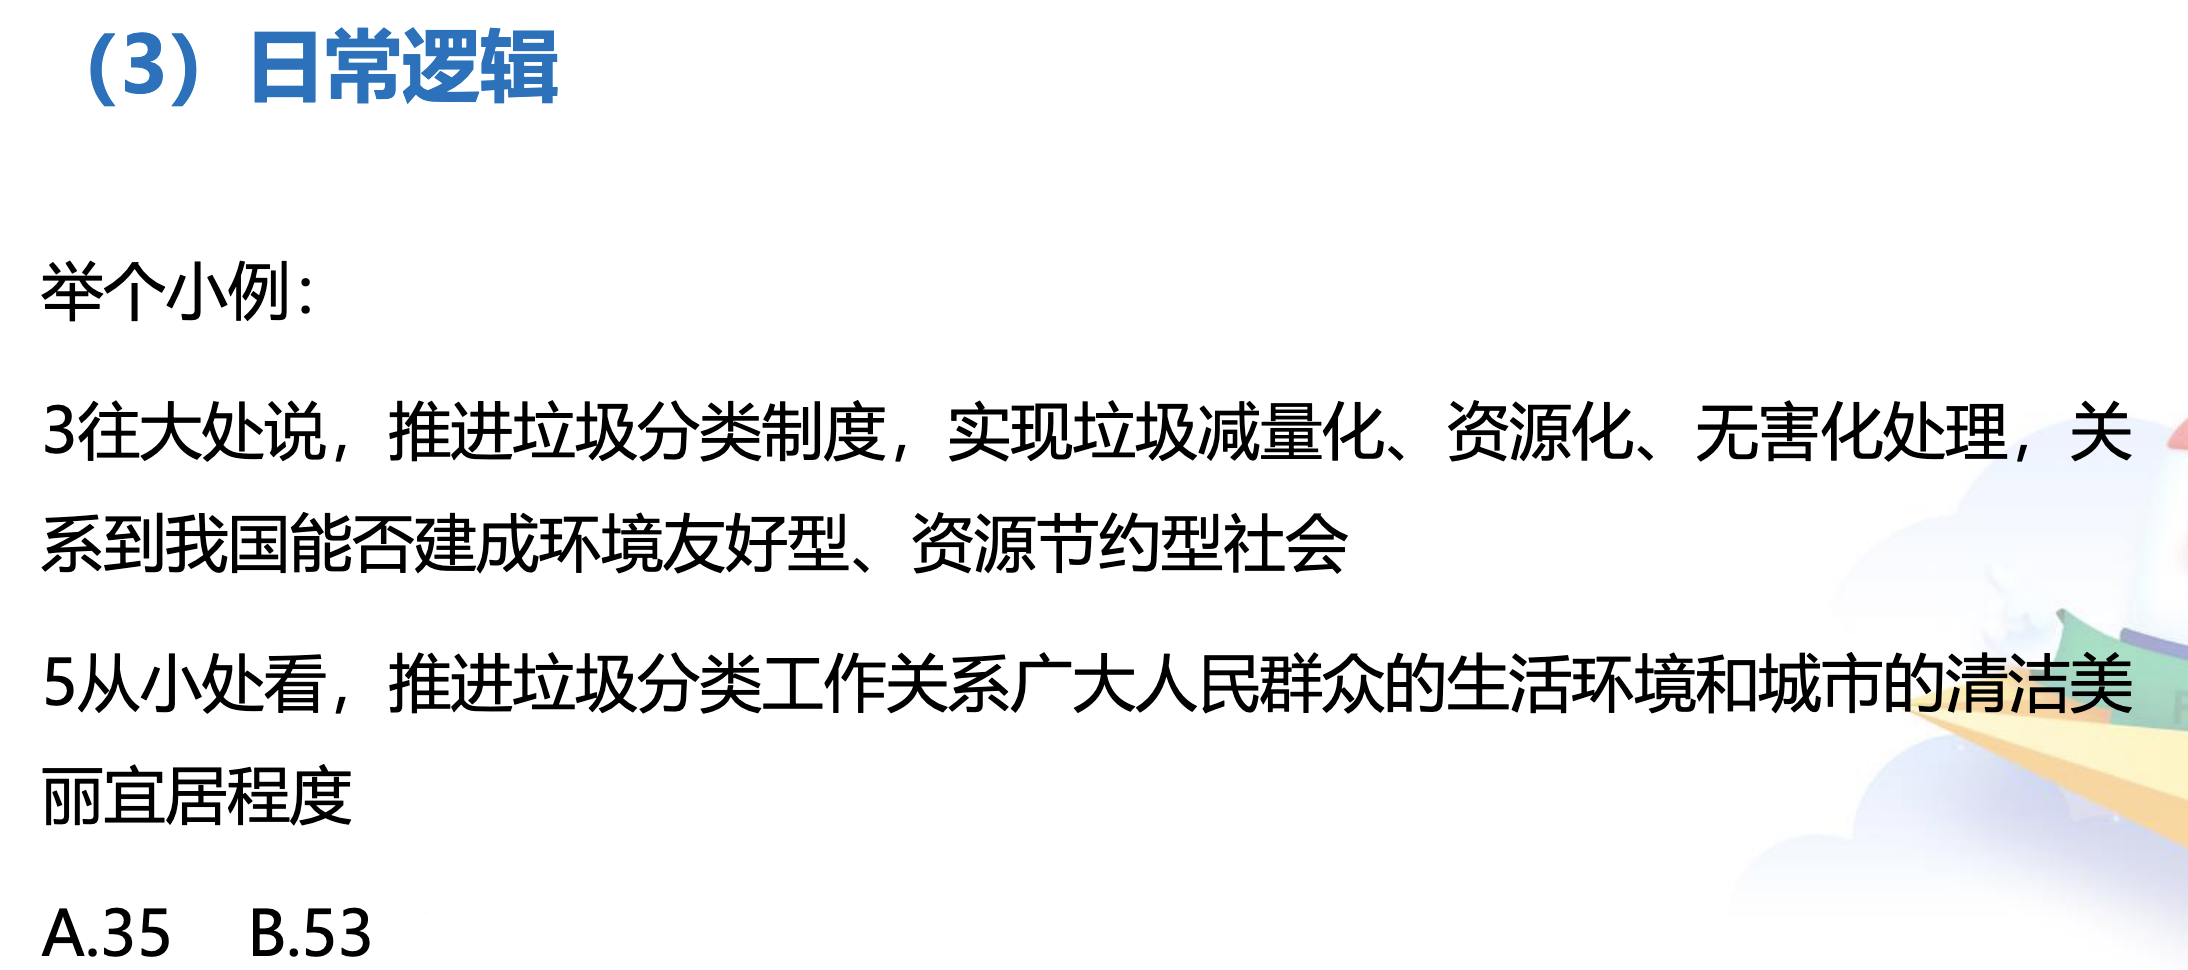 （3）日常逻辑
举个小例：
3往大处说，推进垃圾分类制度，实现垃圾减量化、资源化、无害化处理，关
系到我国能否建成环境友好型、资源节约型社会
5从小处看，推进垃圾分类工作关系广大人民群众的生活环境和城市的清洁美
丽宜居程度
A.35 B.53